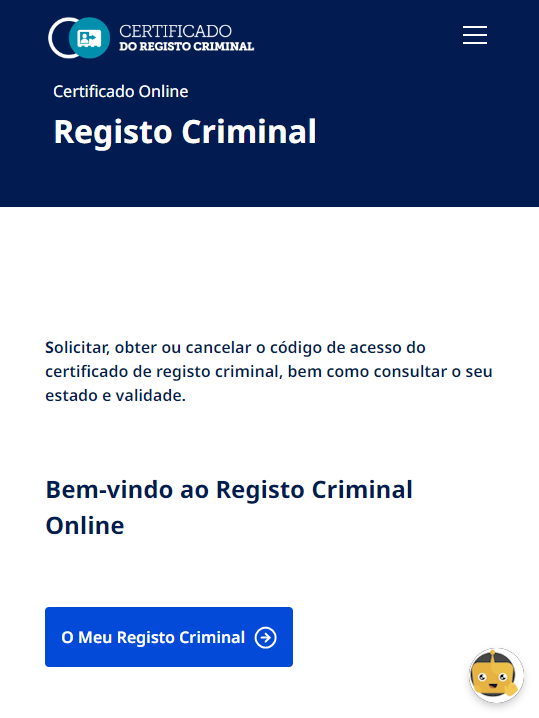 CERTIFICADO
DO REGISTO CRIMINAL
Certificado Online
Registo Criminal
Solicitar, obter ou cancelar o código de acesso do
certificado de registo criminal, bem como consultar o seu
estado e validade.
Bem-vindo ao Registo Criminal
Online
O Meu Registo Criminal